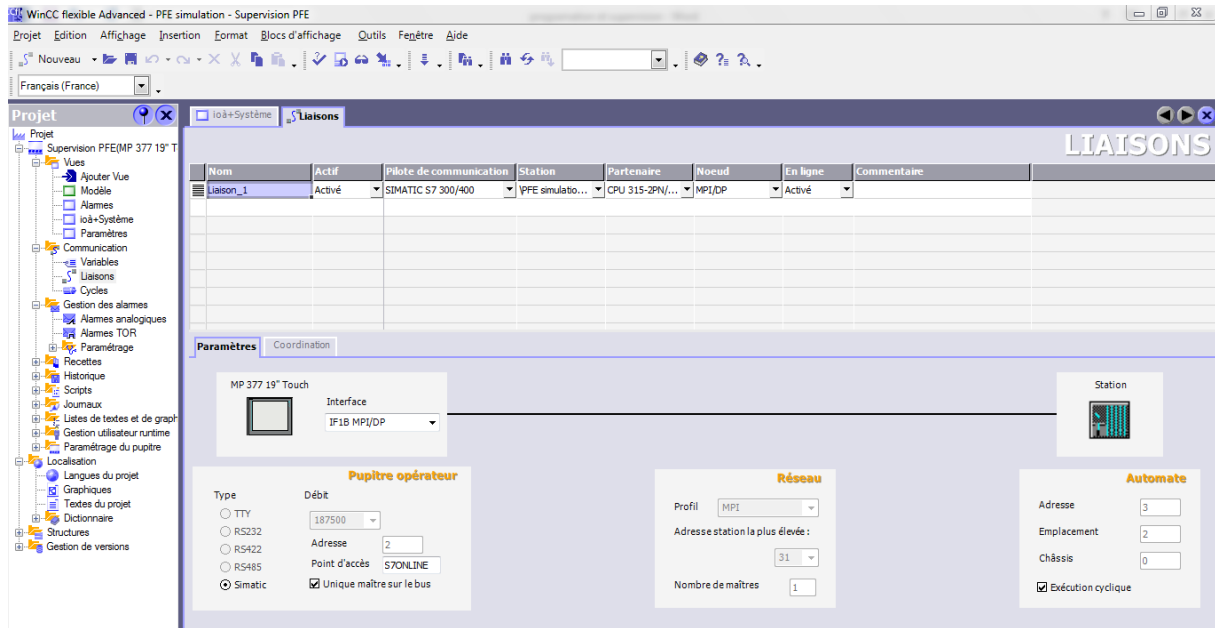 WinCC flexible Advanced - PFE simulation - Supervision PFE
Projet Edition Affichage Insertion Format Blocs d'affichage Outils Fenêtre Aide
Nouveau
Français (France)
Projet
ioà+Système Liaisons
LIAISONS
Projet
Supervision PFE(MP 377 19" T
Vues
Ajouter Vue
Modèle
Alarmes
ioà+Système
Paramètres
Communication
Variables
Liaisons
Cycles
Gestion des alarmes
Alarmes analogiques
Alarmes TOR
Paramétrage
Recettes
Historique
Scripts
Journaux
Listes de textes et de graph
Gestion utilisateur runtime
Paramétrage du pupitre
Localisation
Langues du projet
Graphiques
Textes du projet
Dictionnaire
Structures
Gestion de versions
Nom Actif Pilote de communication Station Partenaire Noeud En ligne Commentaire
Liaison_1 Activé SIMATIC S7 300/400 \PFE simulatio... CPU 315-2PN/... MPI/DP Activé
Paramètres Coordination
MP 377 19" Touch
Interface
IF1B MPI/DP
Station
Pupitre opérateur
Type Débit
TTY
187500
RS232
Adresse 2
RS422
Point d'accès S7ONLINE
RS485
Simatic Unique maître sur le bus
Réseau
Profil MPI
Adresse station la plus élevée :
31
Nombre de maîtres 1
Automate
Adresse 3
Emplacement 2
Châssis 0
Exécution cyclique